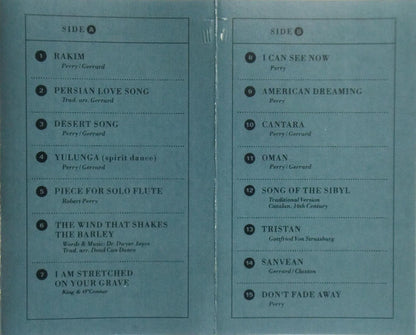 SIDE A
1 RAKIM
Perry/Gerrard
2 PERSIAN LOVE SONG
Trad. arr. Gerrard
3 DESERT SONG
Perry/Gerrard
4 YULUNGA (spirit dance)
Perry/Gerrard
5 PIECE FOR SOLO FLUTE
Robert Perry
6 THE WIND THAT SHAKES
THE BARLEY
Words & Music: Dr. Dwyer Joyce
Trad. arr. Dead Can Dance
7 I AM STRETCHED
ON YOUR GRAVE
King & O'Connor
SIDE B
8 I CAN SEE NOW
Perry
9 AMERICAN DREAMING
Perry
10 CANTARA
Perry/Gerrard
11 OMAN
Perry/Gerrard
12 SONG OF THE SIBYL
Traditional Version
Catalan, 16th Century
13 TRISTAN
Gottfried Von Strassburg
14 SANVEAN
Gerrard/Claxton
15 DON'T FADE AWAY
Perry